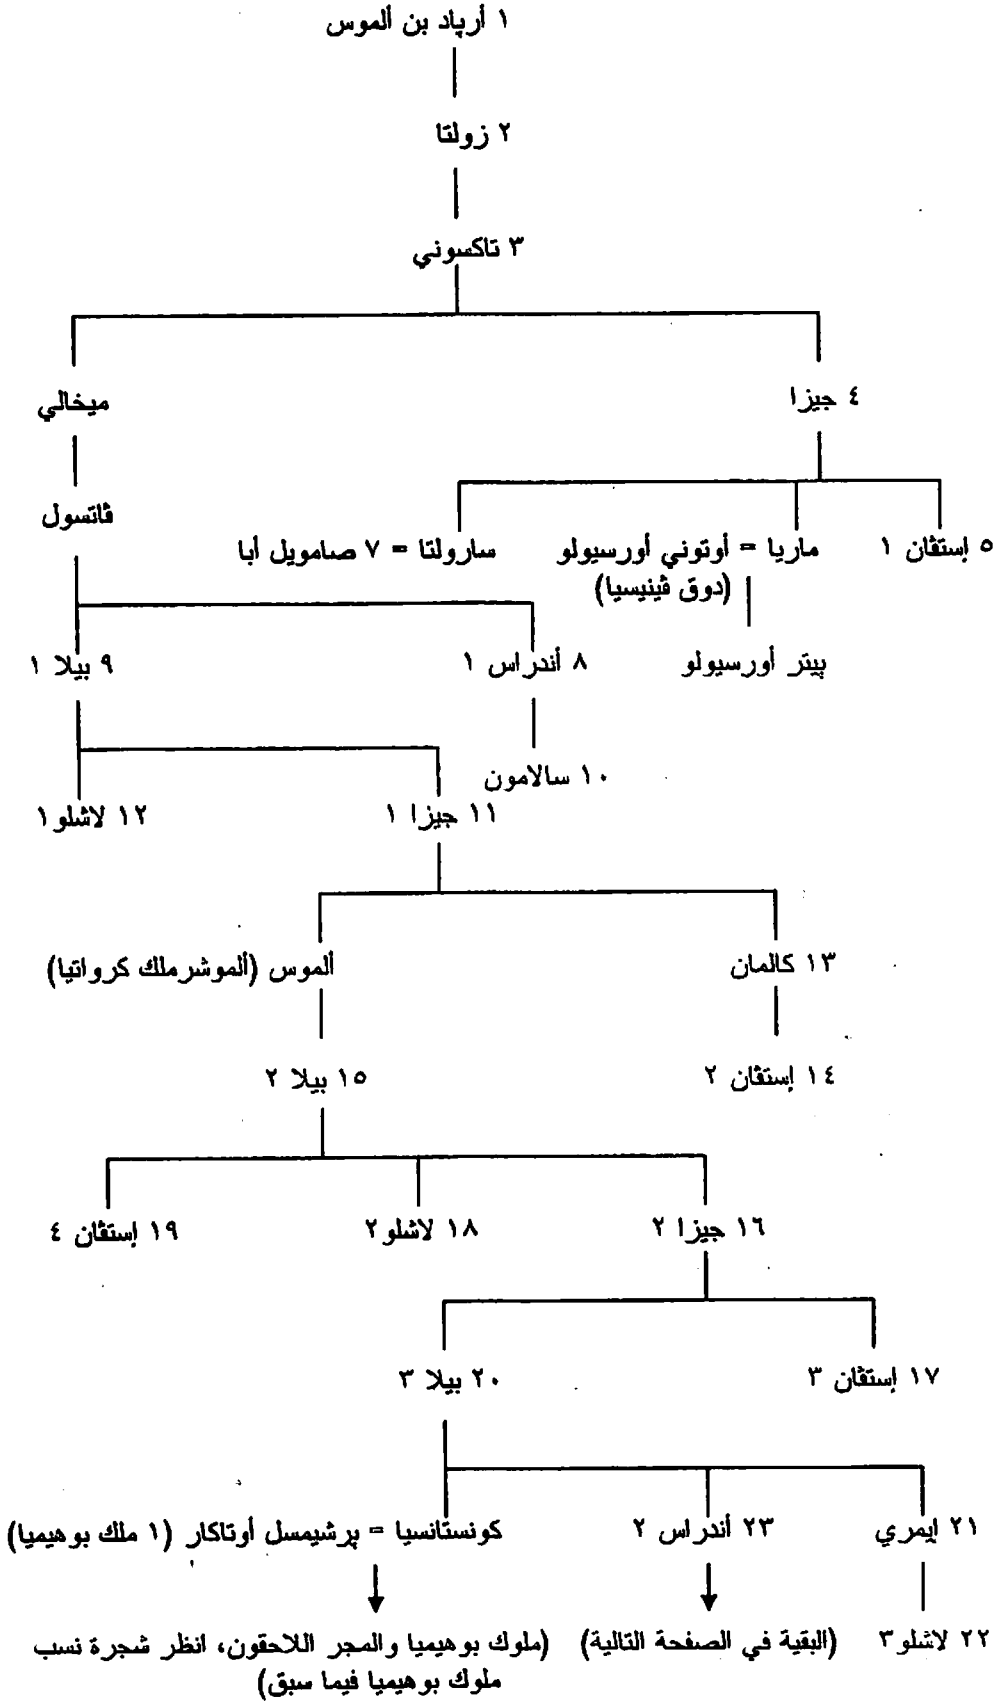 ١ أرپاد بن ألموس
٢ زولتا
٣ تاكسوني
٤ جيزا
ميخالي
ڤاتسول
٥ إستڤان ١
ماريا = أوتوني أورسيولو
(دوق ڤينيسيا)
سارولتا = ٧ صامويل أبا
پيتر أورسيولو
٨ أندراس ١
٩ بيلا ١
١٠ سالامون
١١ جيزا ١
١٢ لاشلو١
١٣ كالمان
ألموس (ألموشرملك كرواتيا)
١٤ إستڤان ٢
١٥ بيلا ٢
١٦ جيزا ٢
١٨ لاشلو٢
١٩ إستڤان ٤
١٧ إستڤان ٣
٢٠ بيلا ٣
٢١ إيمري
٢٣ أندراس ٢
كونستانسيا = پرشيمسل أوتاكار (١ ملك بوهيميا)
٢٢ لاشلو٣
(البقية في الصفحة التالية)
(ملوك بوهيميا والمجر اللاحقون، انظر شجرة نسب
ملوك بوهيميا فيما سبق)